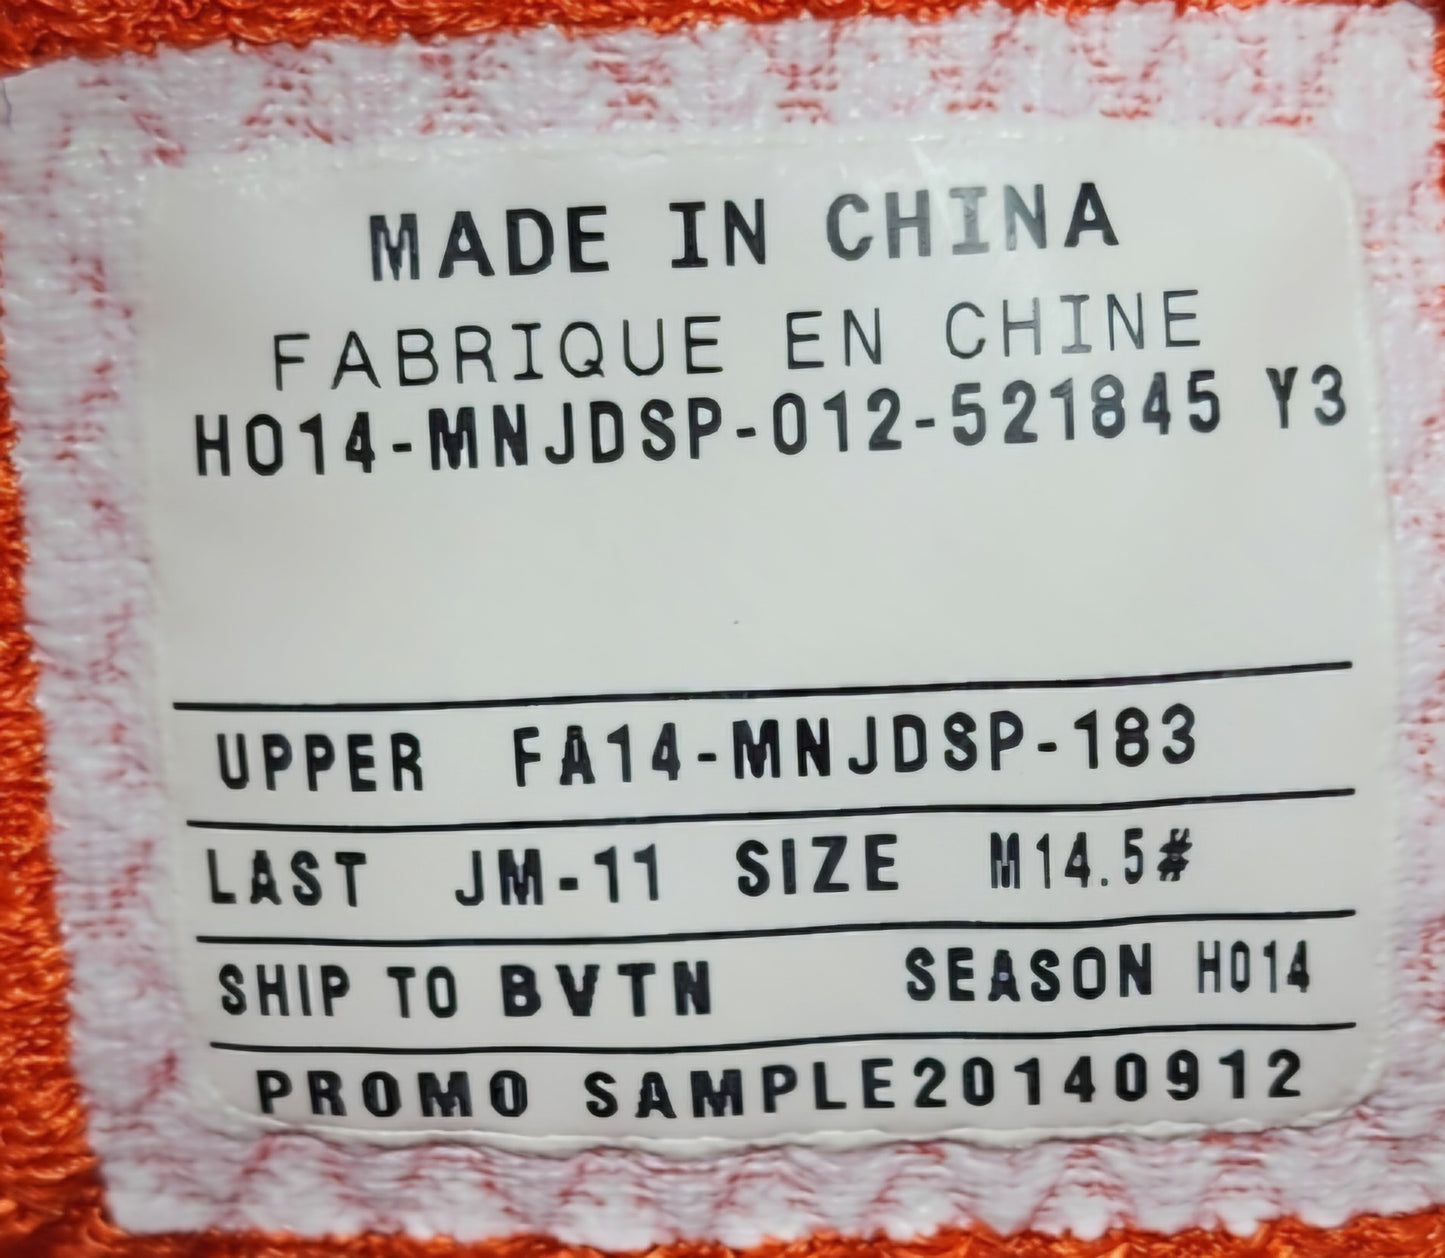 MADE IN CHINA
FABRIQUE EN CHINE
HO14-MNJDSP-012-521845 Y3
UPPER FA14-MNJDSP-183
LAST JM-11 SIZE M14.5#
SHIP TO BVTN SEASON HO14
PROMO SAMPLE20140912